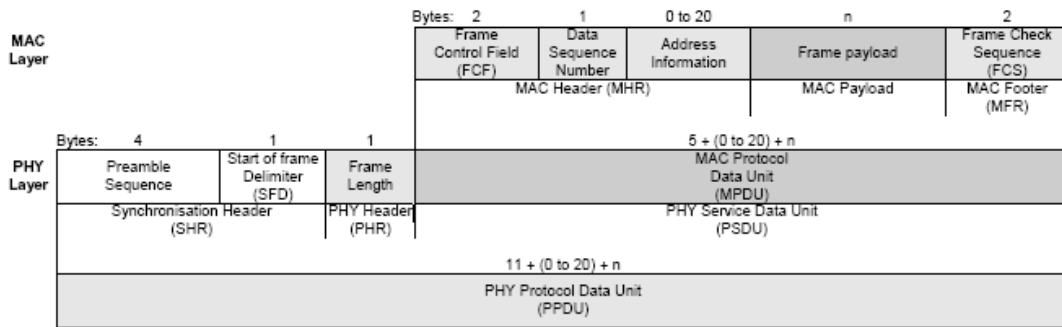 Bytes: 2 1 0 to 20 n 2
MAC
Layer
Frame
Control Field
(FCF)
Data
Sequence
Number
Address
Information
Frame payload
Frame Check
Sequence
(FCS)
MAC Header (MHR)
MAC Payload
MAC Footer
(MFR)
Bytes: 4 1 1 5 + (0 to 20) + n
PHY
Layer
Preamble
Sequence
Start of frame
Delimiter
(SFD)
Frame
Length
MAC Protocol
Data Unit
(MPDU)
Synchronisation Header
(SHR)
PHY Header
(PHR)
PHY Service Data Unit
(PSDU)
11 + (0 to 20) + n
PHY Protocol Data Unit
(PPDU)